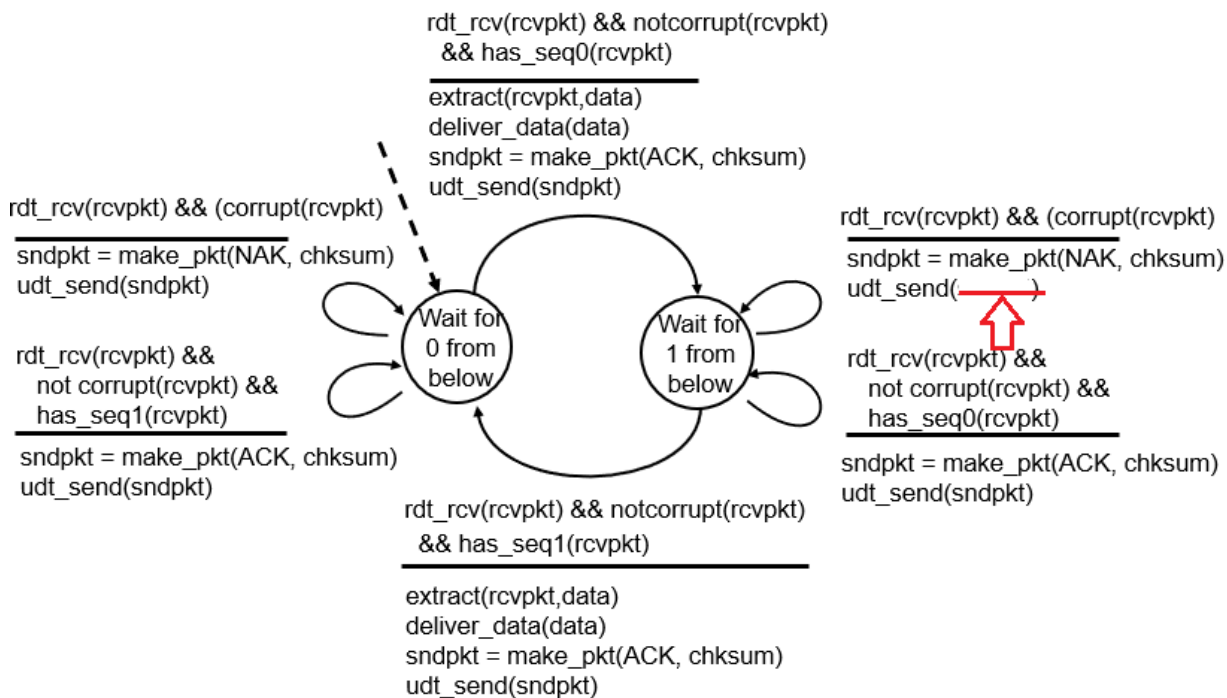 rdt_rcv(rcvpkt) && notcorrupt(rcvpkt)
&& has_seq0(rcvpkt)
extract(rcvpkt,data)
deliver_data(data)
sndpkt = make_pkt(ACK, chksum)
udt_send(sndpkt)
rdt_rcv(rcvpkt) && (corrupt(rcvpkt)
sndpkt = make_pkt(NAK, chksum)
udt_send(sndpkt)
rdt_rcv(rcvpkt) &&
not corrupt(rcvpkt) &&
has_seq1(rcvpkt)
sndpkt = make_pkt(ACK, chksum)
udt_send(sndpkt)
Wait for
0 from
below
Wait for
1 from
below
rdt_rcv(rcvpkt) && (corrupt(rcvpkt)
sndpkt = make_pkt(NAK, chksum)
udt_send( )
rdt_rcv(rcvpkt) &&
not corrupt(rcvpkt) &&
has_seq0(rcvpkt)
sndpkt = make_pkt(ACK, chksum)
udt_send(sndpkt)
rdt_rcv(rcvpkt) && notcorrupt(rcvpkt)
&& has_seq1(rcvpkt)
extract(rcvpkt,data)
deliver_data(data)
sndpkt = make_pkt(ACK, chksum)
udt_send(sndpkt)